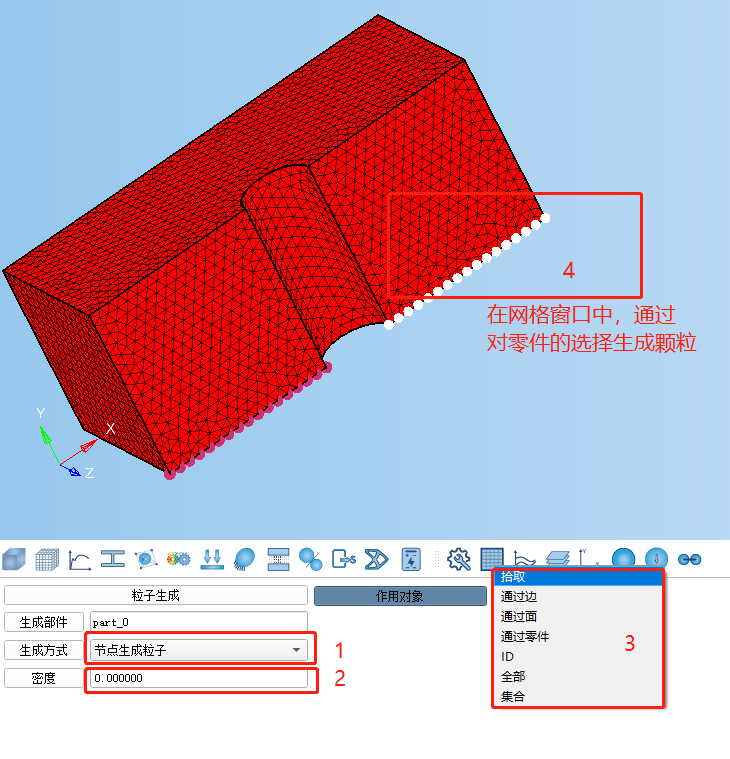 4
在网格窗口中，通过
对零件的选择生成颗粒
Y
X
Z
粒子生成
作用对象
拾取
生成部件
part_0
通过边
通过面
生成方式
节点生成粒子
1
通过零件
3
ID
密度
0.000000
2
全部
集合